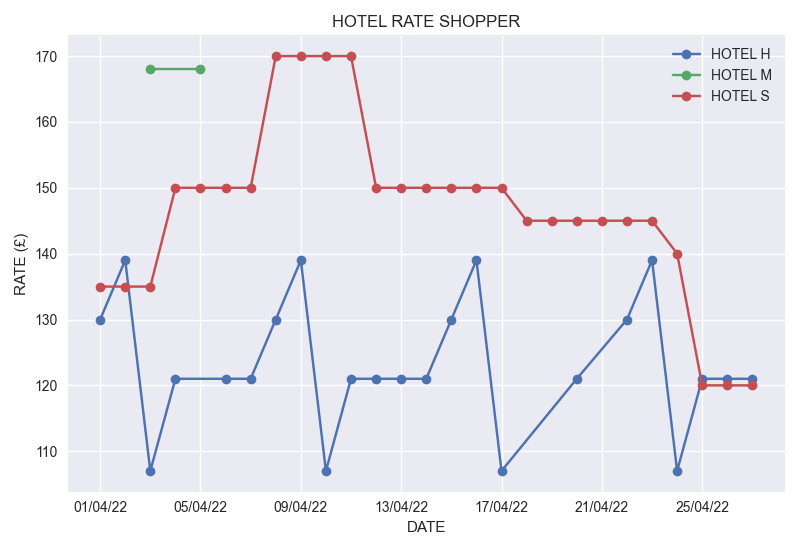 HOTEL RATE SHOPPER
HOTEL H
HOTEL M
HOTEL S
170
160
150
140
130
120
110
RATE (£)
01/04/22 05/04/22 09/04/22 13/04/22 17/04/22 21/04/22 25/04/22
DATE